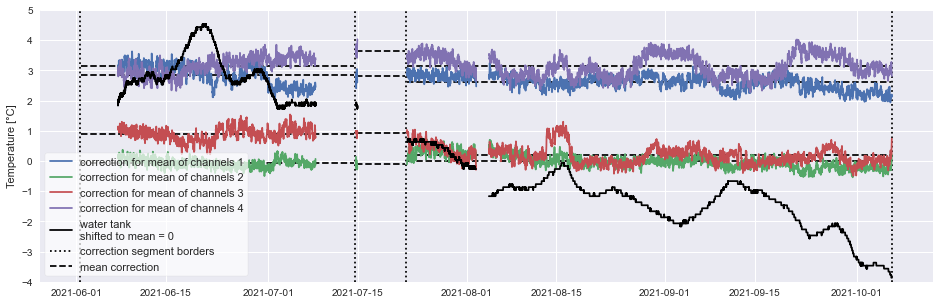 5
4
3
2
1
0
−1
−2
−3
−4
Temperature [°C]
correction for mean of channels 1
correction for mean of channels 2
correction for mean of channels 3
correction for mean of channels 4
water tank
shifted to mean = 0
correction segment borders
mean correction
2021-06-01 2021-06-15 2021-07-01 2021-07-15 2021-08-01 2021-08-15 2021-09-01 2021-09-15 2021-10-01